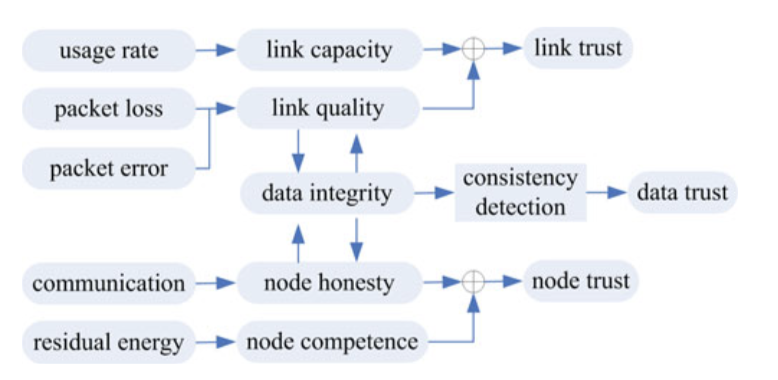 usage rate
link capacity
link trust
packet loss
link quality
packet error
data integrity
consistency
detection
data trust
communication
node honesty
node trust
residual energy
node competence